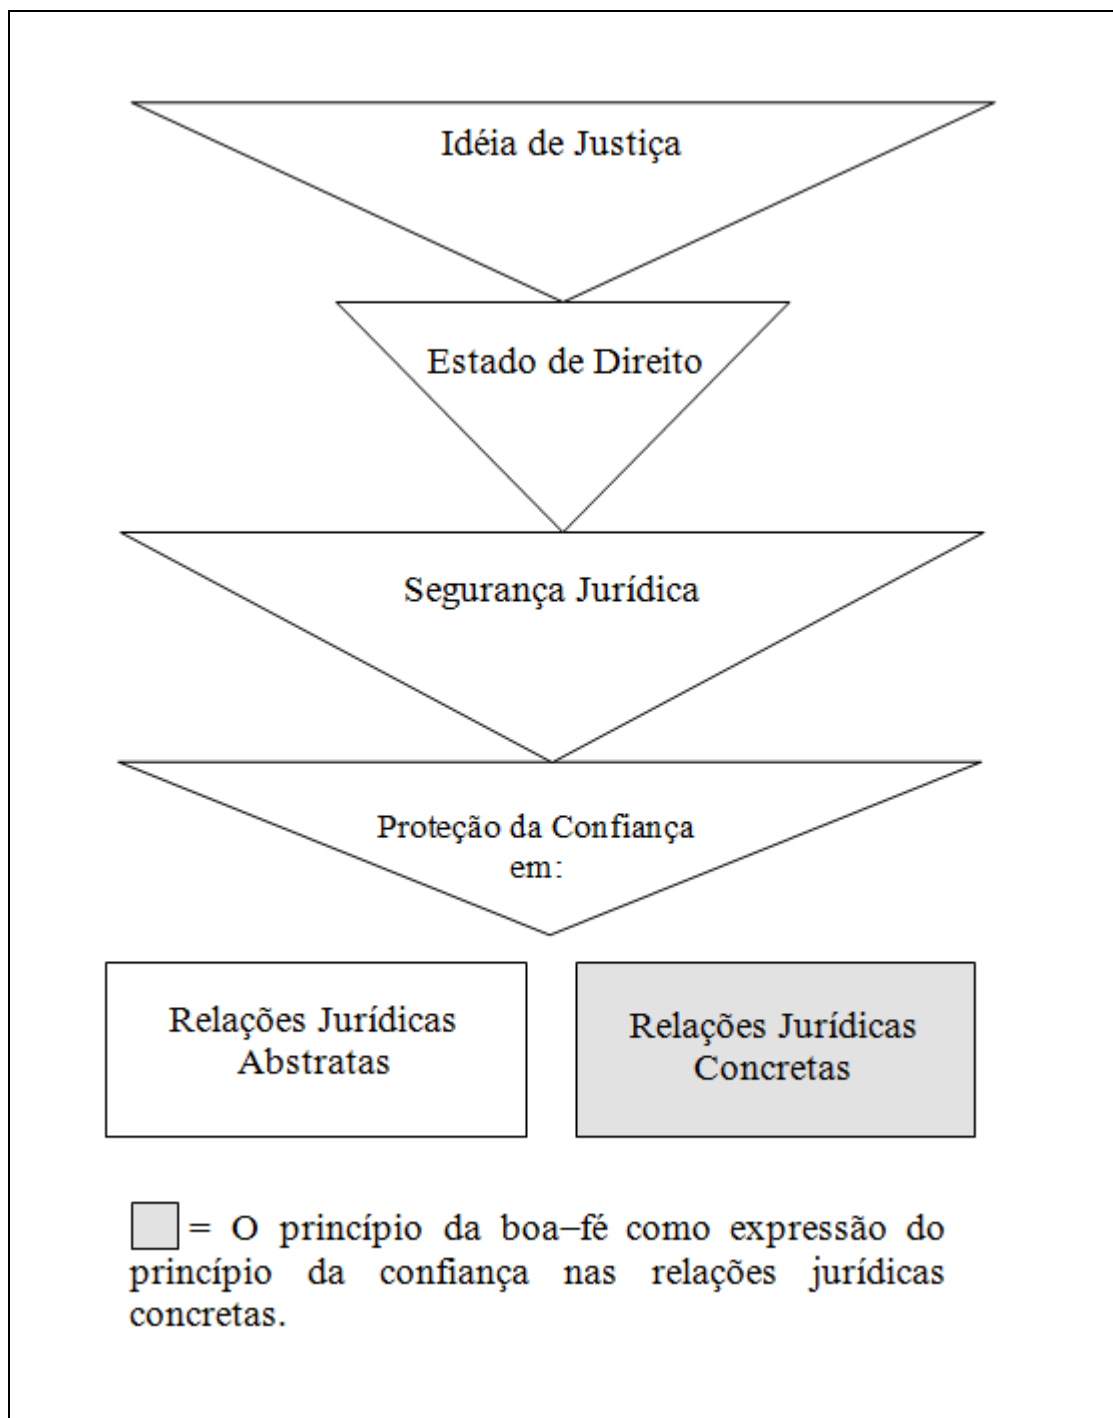 Idéia de Justiça
Estado de Direito
Segurança Jurídica
Proteção da Confiança
em:
Relações Jurídicas
Abstratas
Relações Jurídicas
Concretas
= O princípio da boa–fé como expressão do
princípio da confiança nas relações jurídicas
concretas.